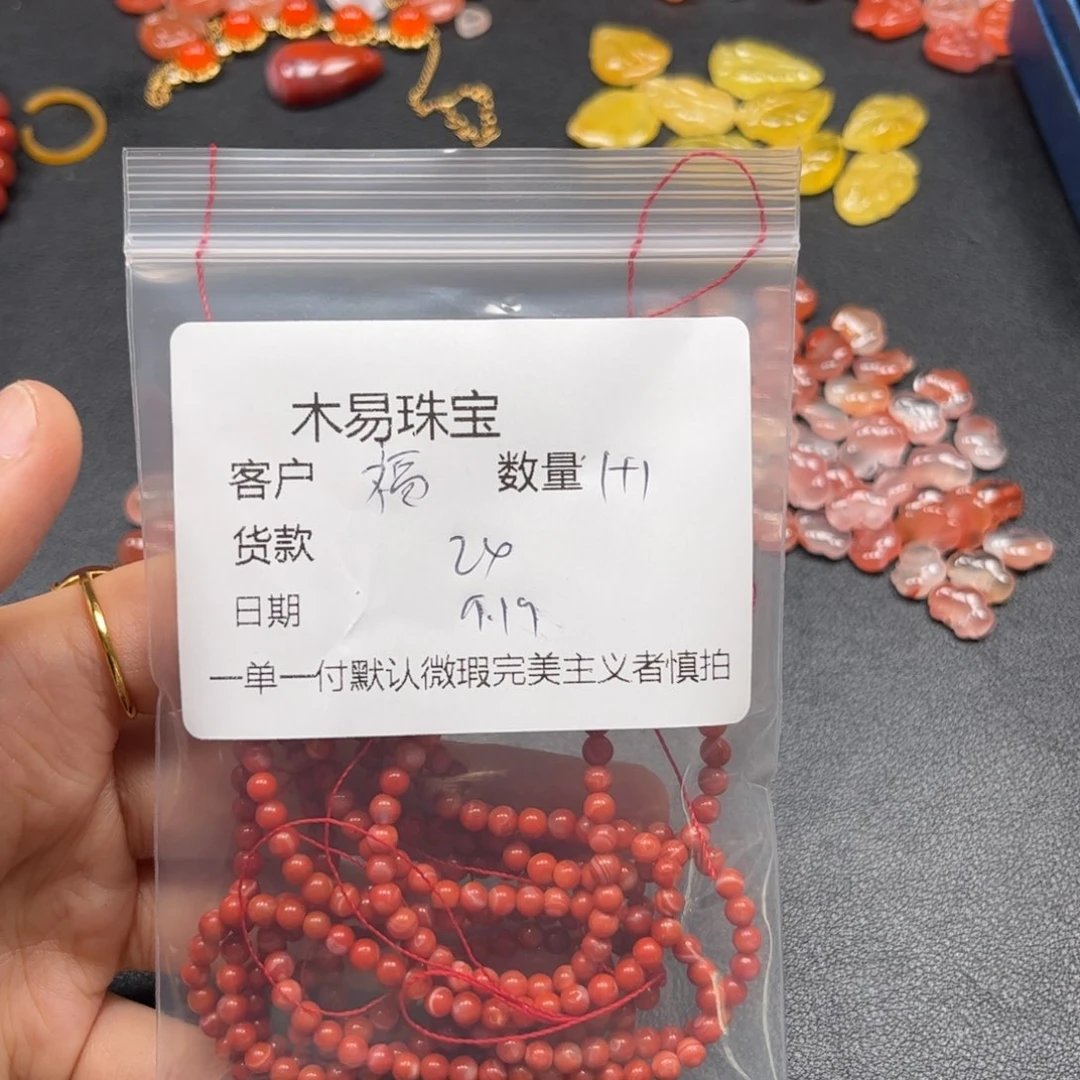 木易珠宝
客户 福 数量 1+1
货款 24
日期 9.19
一单一付默认微瑕完美主义者慎拍